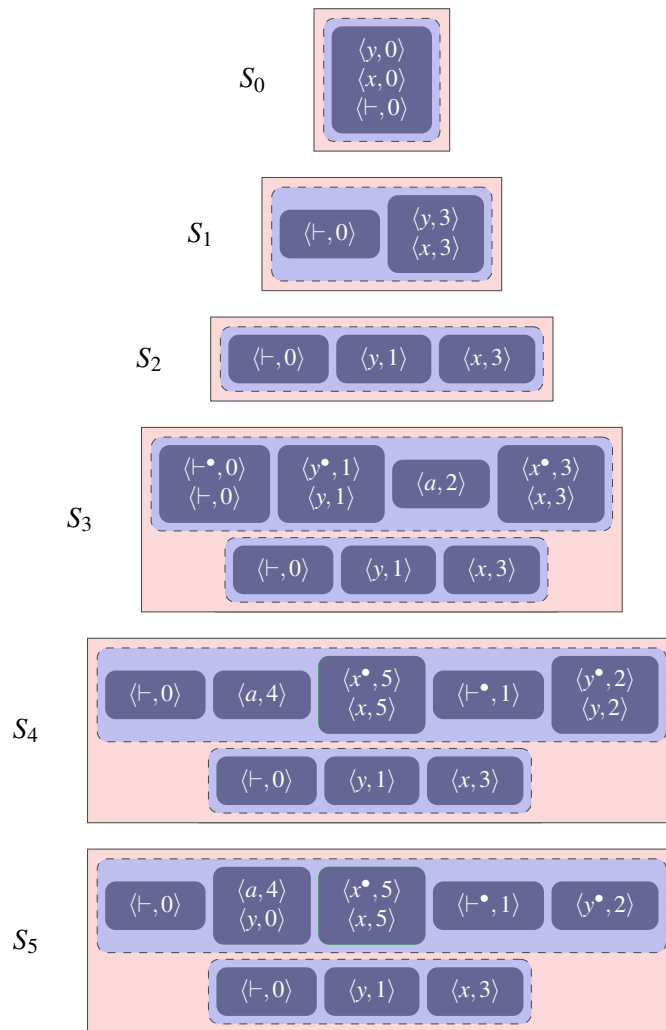 S₀
⟨y, 0⟩
⟨x, 0⟩
⟨⊢, 0⟩
S₁
⟨⊢, 0⟩ ⟨y, 3⟩
⟨x, 3⟩
S₂ ⟨⊢, 0⟩ ⟨y, 1⟩ ⟨x, 3⟩
S₃
⟨⊢•, 0⟩ ⟨y•, 1⟩ ⟨a, 2⟩ ⟨x•, 3⟩
⟨⊢, 0⟩ ⟨y, 1⟩ ⟨x, 3⟩
⟨⊢, 0⟩ ⟨y, 1⟩ ⟨x, 3⟩
S₄
⟨⊢, 0⟩ ⟨a, 4⟩ ⟨x•, 5⟩ ⟨⊢•, 1⟩ ⟨y•, 2⟩
⟨x, 5⟩ ⟨y, 2⟩
⟨⊢, 0⟩ ⟨y, 1⟩ ⟨x, 3⟩
S₅
⟨⊢, 0⟩ ⟨a, 4⟩ ⟨x•, 5⟩ ⟨⊢•, 1⟩ ⟨y•, 2⟩
⟨y, 0⟩ ⟨x, 5⟩
⟨⊢, 0⟩ ⟨y, 1⟩ ⟨x, 3⟩